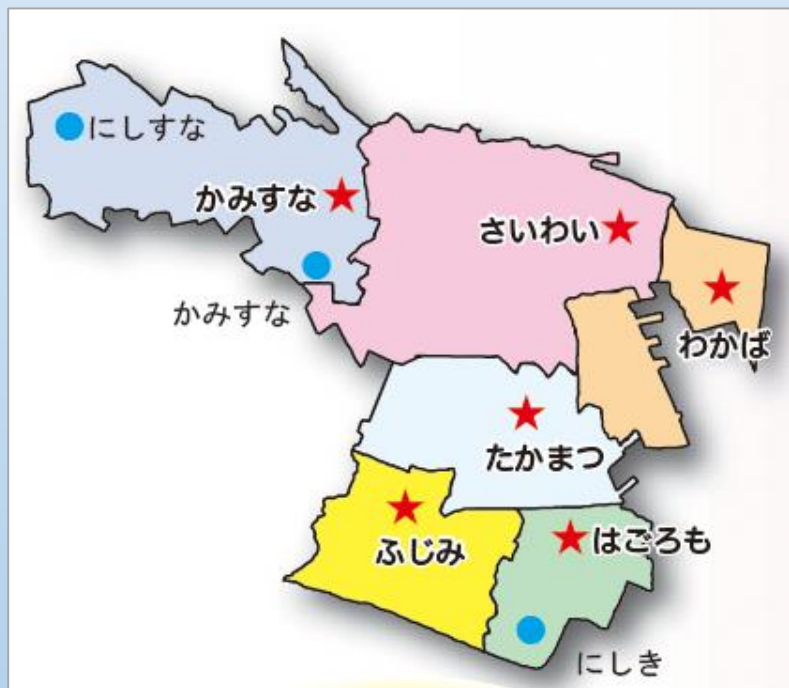 にしすな
かみすな
さいわい
かみすな
わかば
たかまつ
はごろも
ふじみ
にしき